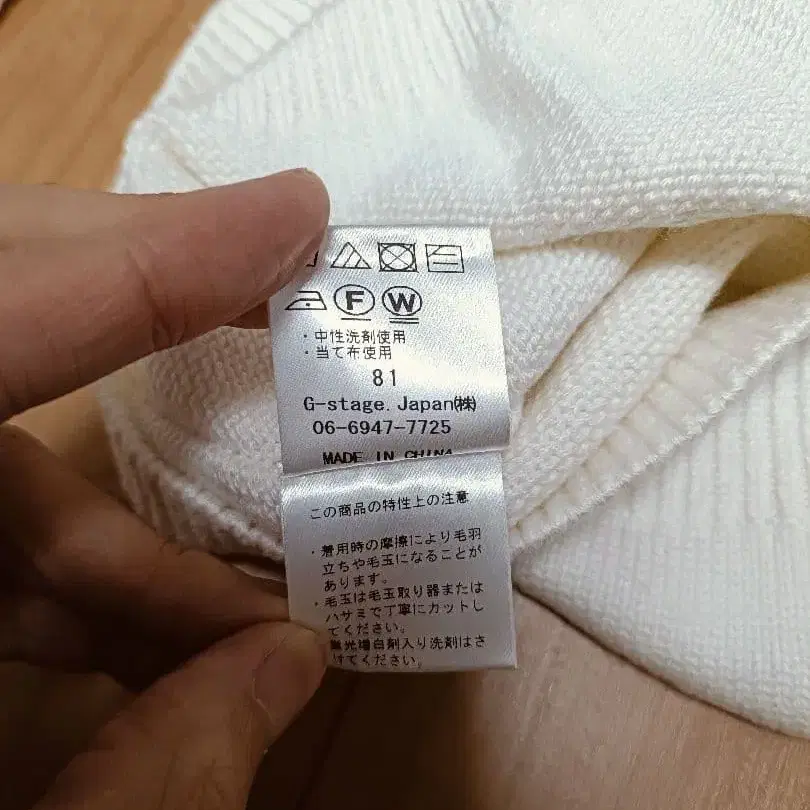 F W
・中性洗剤使用
・当て布使用
81
G-stage.Japan㈱
06-6947-7725
MADE IN CHINA
この商品の特性上の注意
・着用時の摩擦により毛羽
立ちや毛玉になることが
あります。
・毛玉は毛玉取り器または
ハサミで丁寧にカットし
てください。
蛍光増白剤入り洗剤はさ
けてください。